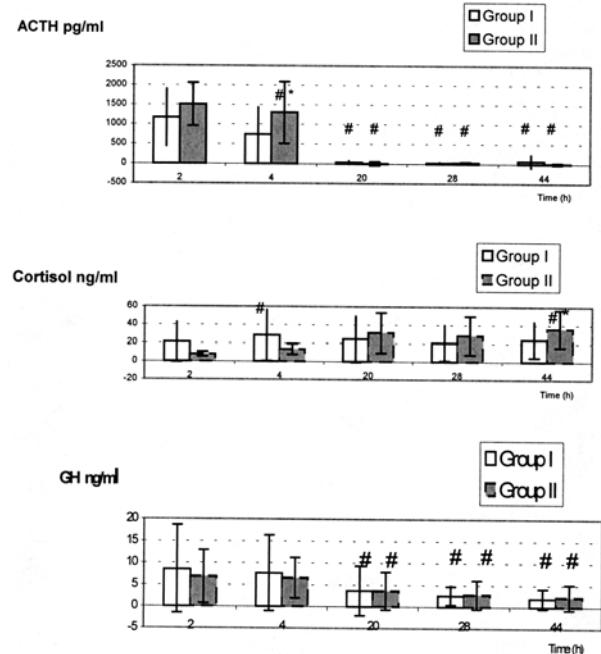 ACTH pg/ml
Group I
Group II
2500
2000
1500
1000
500
0
-500
# *
# # # # # #
2 4 20 28 44
Time (h)
Cortisol ng/ml
Group I
Group II
60
40
20
0
-20
#
# *
2 4 20 28 44
Time (h)
GH ng/ml
Group I
Group II
20
15
10
5
0
-5
# # # # # #
2 4 20 28 44
Time (h)